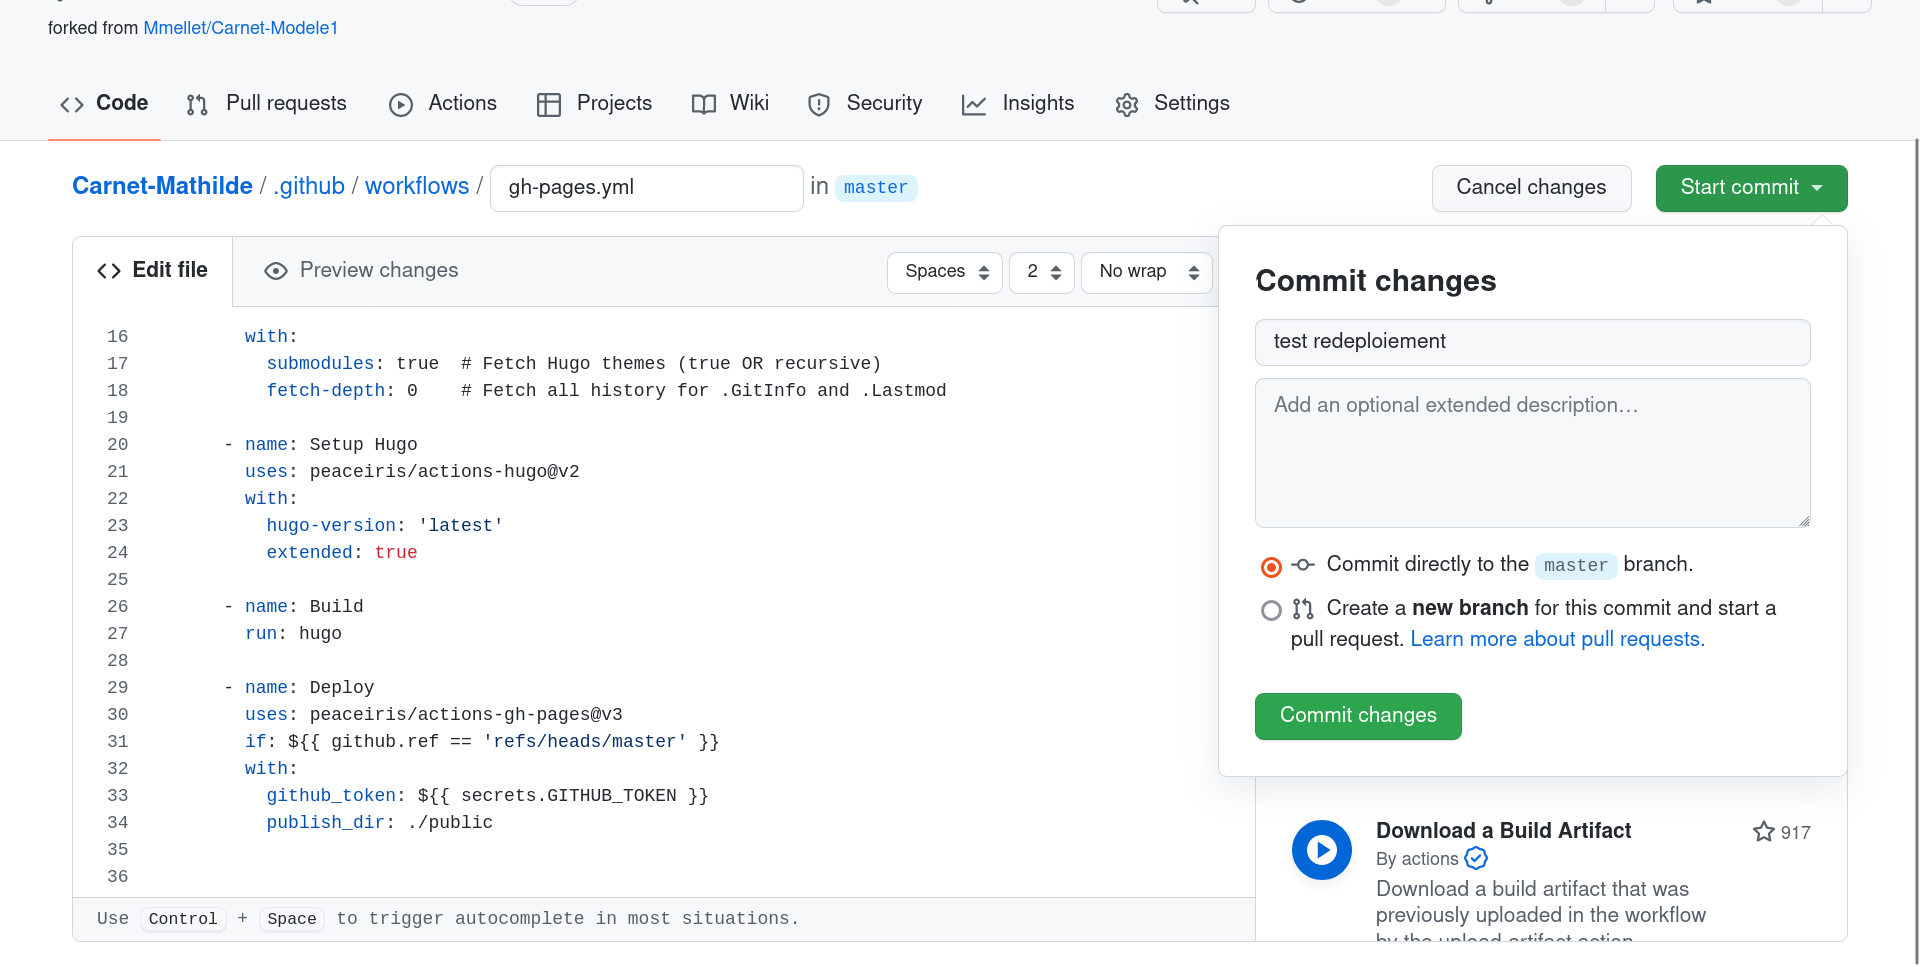 forked from Mmellet/Carnet-Modele1
Code Pull requests Actions Projects Wiki Security Insights Settings
Carnet-Mathilde / .github / workflows / gh-pages.yml in master
Cancel changes Start commit
Edit file Preview changes Spaces 2 No wrap
16 with:
17 submodules: true # Fetch Hugo themes (true OR recursive)
18 fetch-depth: 0 # Fetch all history for .GitInfo and .Lastmod
19
20 - name: Setup Hugo
21 uses: peaceiris/actions-hugo@v2
22 with:
23 hugo-version: 'latest'
24 extended: true
25
26 - name: Build
27 run: hugo
28
29 - name: Deploy
30 uses: peaceiris/actions-gh-pages@v3
31 if: ${{ github.ref == 'refs/heads/master' }}
32 with:
33 github_token: ${{ secrets.GITHUB_TOKEN }}
34 publish_dir: ./public
35
36
Use Control + Space to trigger autocomplete in most situations.
Commit changes
test redeploiement
Add an optional extended description…
Commit directly to the master branch.
Create a new branch for this commit and start a
pull request. Learn more about pull requests.
Commit changes
Download a Build Artifact 917
By actions
Download a build artifact that was
previously uploaded in the workflow
by the upload-artifact action